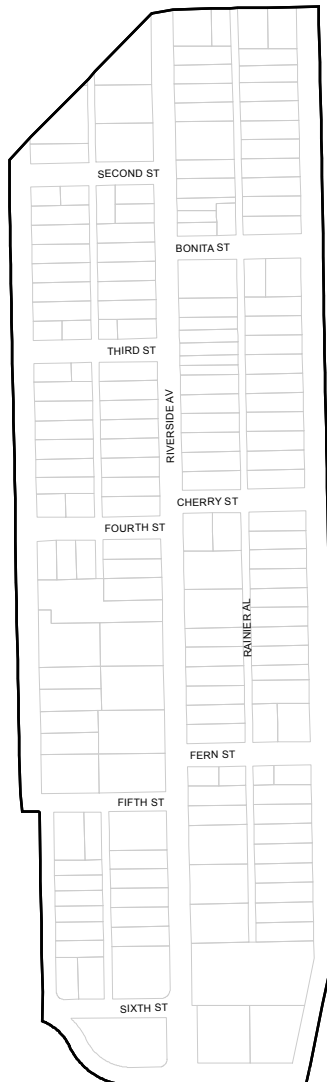 SECOND ST
BONITA ST
THIRD ST
RIVERSIDE AV
CHERRY ST
FOURTH ST
RAINIER AL
FERN ST
FIFTH ST
SIXTH ST